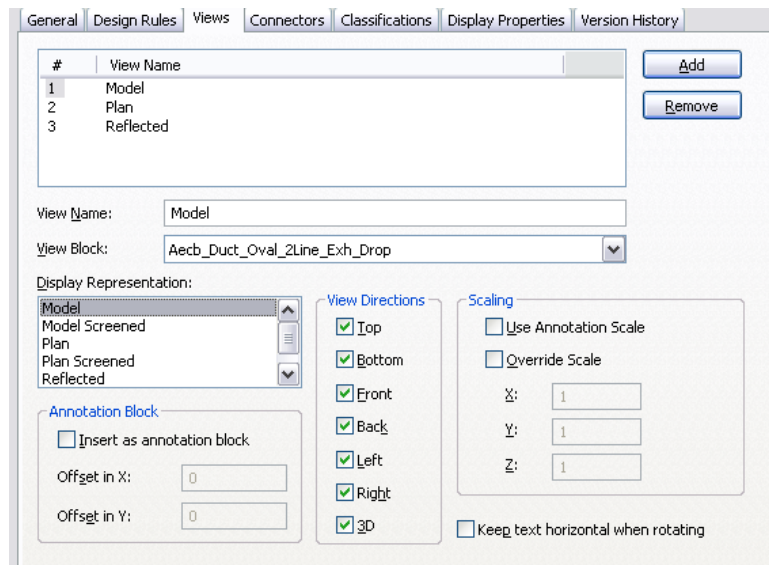 General Design Rules Views Connectors Classifications Display Properties Version History
# View Name
1 Model
2 Plan
3 Reflected
Add
Remove
View Name: Model
View Block: Aecb_Duct_Oval_2Line_Exh_Drop
Display Representation:
Model
Model Screened
Plan
Plan Screened
Reflected
Annotation Block
Insert as annotation block
Offset in X: 0
Offset in Y: 0
View Directions
Top
Bottom
Front
Back
Left
Right
3D
Scaling
Use Annotation Scale
Override Scale
X: 1
Y: 1
Z: 1
Keep text horizontal when rotating